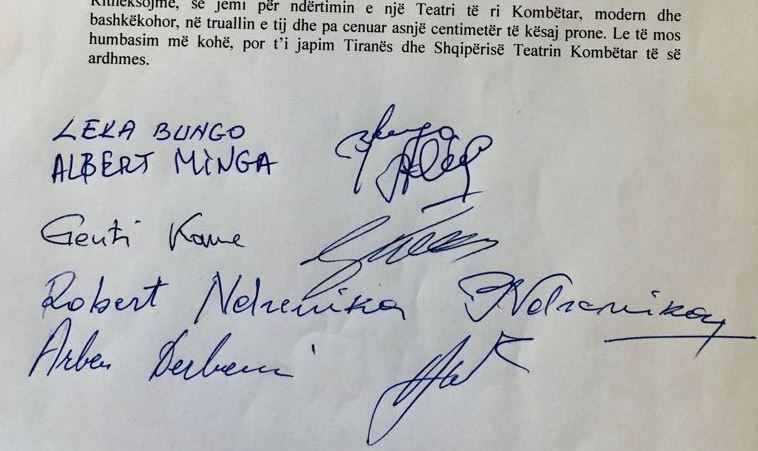 Ritheksojmë, se jemi për ndërtimin e një Teatri të ri Kombëtar, modern dhe
bashkëkohor, në truallin e tij dhe pa cenuar asnjë centimetër të kësaj prone. Le të mos
humbasim më kohë, por t'i japim Tiranës dhe Shqipërisë Teatrin Kombëtar të së
ardhmes.
LEKA BUNGO
ALBERT MINGA
Genti Kame
Robert Ndrenika Ndrenika
Arben Derhemi